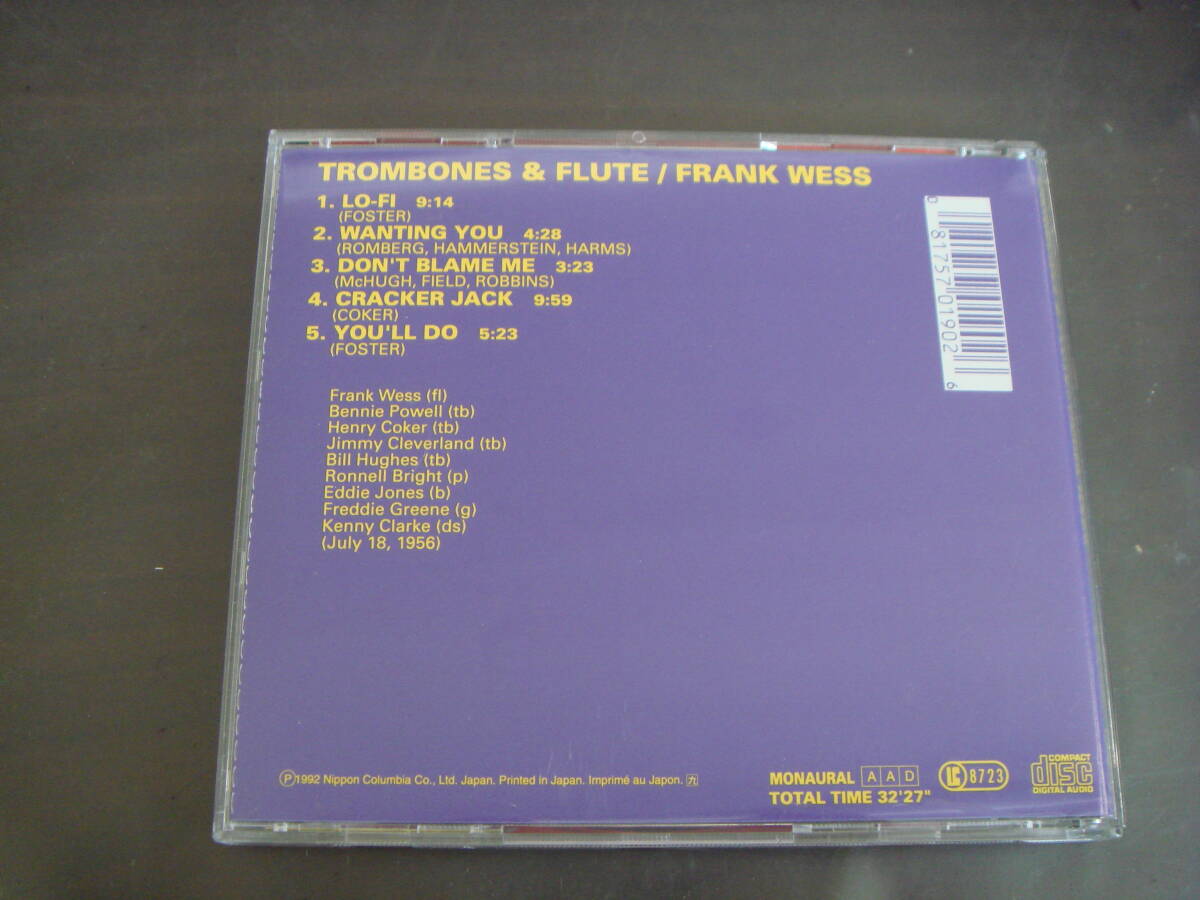 TROMBONES & FLUTE / FRANK WESS
1. LO-FI 9:14
(FOSTER)
2. WANTING YOU 4:28
(ROMBERG, HAMMERSTEIN, HARMS)
3. DON'T BLAME ME 3:23
(McHUGH, FIELD, ROBBINS)
4. CRACKER JACK 9:59
(COKER)
5. YOU'LL DO 5:23
(FOSTER)
Frank Wess (fl)
Bennie Powell (tb)
Henry Coker (tb)
Jimmy Cleverland (tb)
Bill Hughes (tb)
Ronnell Bright (p)
Eddie Jones (b)
Freddie Greene (g)
Kenny Clarke (ds)
(July 18, 1956)
0 81757 01902 6
Ⓟ1992 Nippon Columbia Co., Ltd. Japan. Printed in Japan. Imprimé au Japon. 九
MONAURAL AAD
TOTAL TIME 32'27"
LC 8723
COMPACT
disc
DIGITAL AUDIO